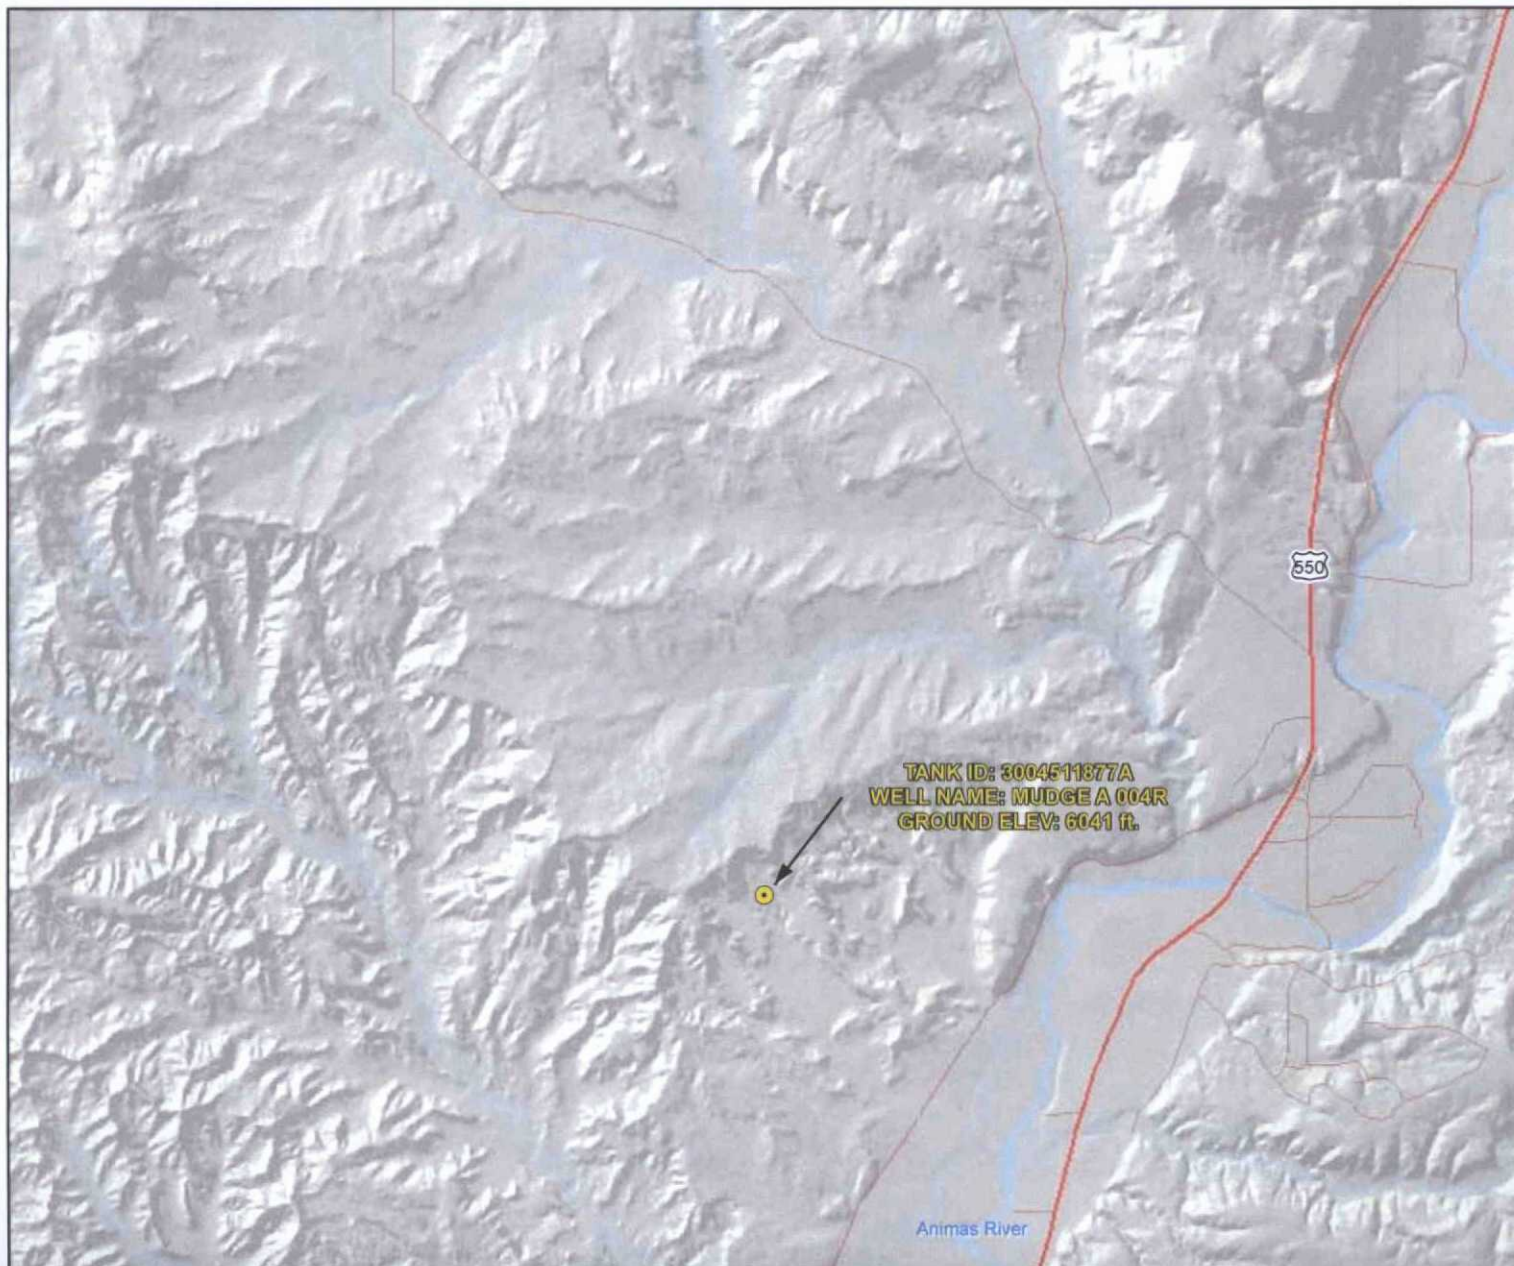 550
TANK ID: 3004511877A
WELL NAME: MUDGE A 004R
GROUND ELEV: 6041 ft.
Animas River